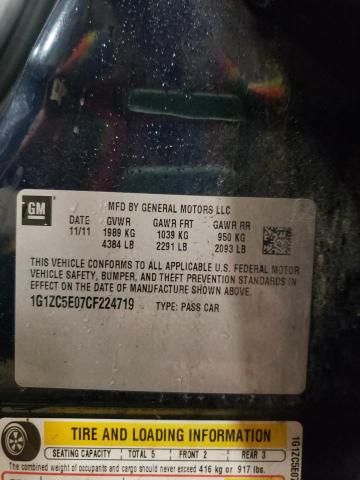 GM
MFD BY GENERAL MOTORS LLC
DATE GVWR GAWR FRT GAWR RR
11/11 1989 KG 1039 KG 950 KG
4384 LB 2291 LB 2093 LB
THIS VEHICLE CONFORMS TO ALL APPLICABLE U.S. FEDERAL MOTOR
VEHICLE SAFETY, BUMPER, AND THEFT PREVENTION STANDARDS IN
EFFECT ON THE DATE OF MANUFACTURE SHOWN ABOVE.
1G1ZC5E07CF224719 TYPE: PASS CAR
TIRE AND LOADING INFORMATION
SEATING CAPACITY TOTAL 5 FRONT 2 REAR 3
The combined weight of occupants and cargo should never exceed 416 kg or 917 lbs.
1G1ZC5E0